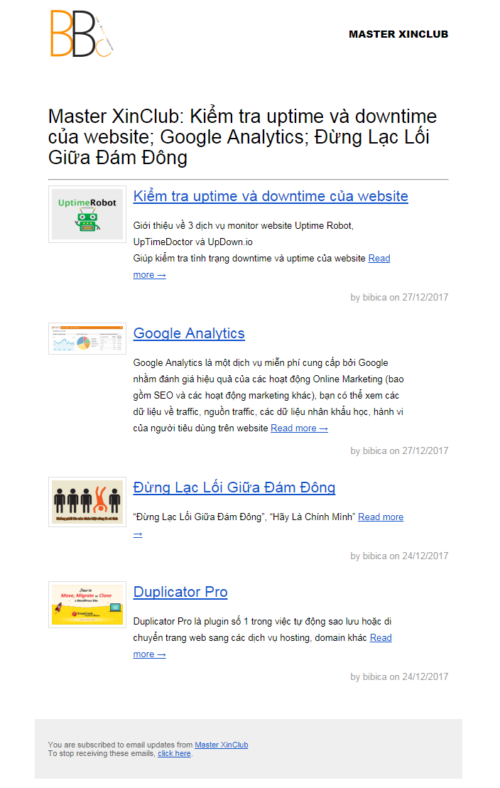 BB
MASTER XINCLUB
Master XinClub: Kiểm tra uptime và downtime
của website; Google Analytics; Đừng Lạc Lối
Giữa Đám Đông
UptimeRobot
Kiểm tra uptime và downtime của website
Giới thiệu về 3 dịch vụ monitor website Uptime Robot,
UpTimeDoctor và UpDown.io
Giúp kiểm tra tình trạng downtime và uptime của website Read
more →
by bibica on 27/12/2017
Google Analytics
Google Analytics là một dịch vụ miễn phí cung cấp bởi Google
nhằm đánh giá hiệu quả của các hoạt động Online Marketing (bao
gồm SEO và các hoạt động marketing khác), bạn có thể xem các
dữ liệu về traffic, nguồn traffic, các dữ liệu nhân khẩu học, hành vi
của người tiêu dùng trên website Read more →
by bibica on 27/12/2017
Đừng Lạc Lối Giữa Đám Đông
“Đừng Lạc Lối Giữa Đám Đông”, “Hãy Là Chính Mình” Read more
→
by bibica on 24/12/2017
Move, Migrate or Clone
Duplicator Pro
Duplicator Pro là plugin số 1 trong việc tự động sao lưu hoặc di
chuyển trang web sang các dịch vụ hosting, domain khác Read
more →
by bibica on 24/12/2017
You are subscribed to email updates from Master XinClub
To stop receiving these emails, click here.